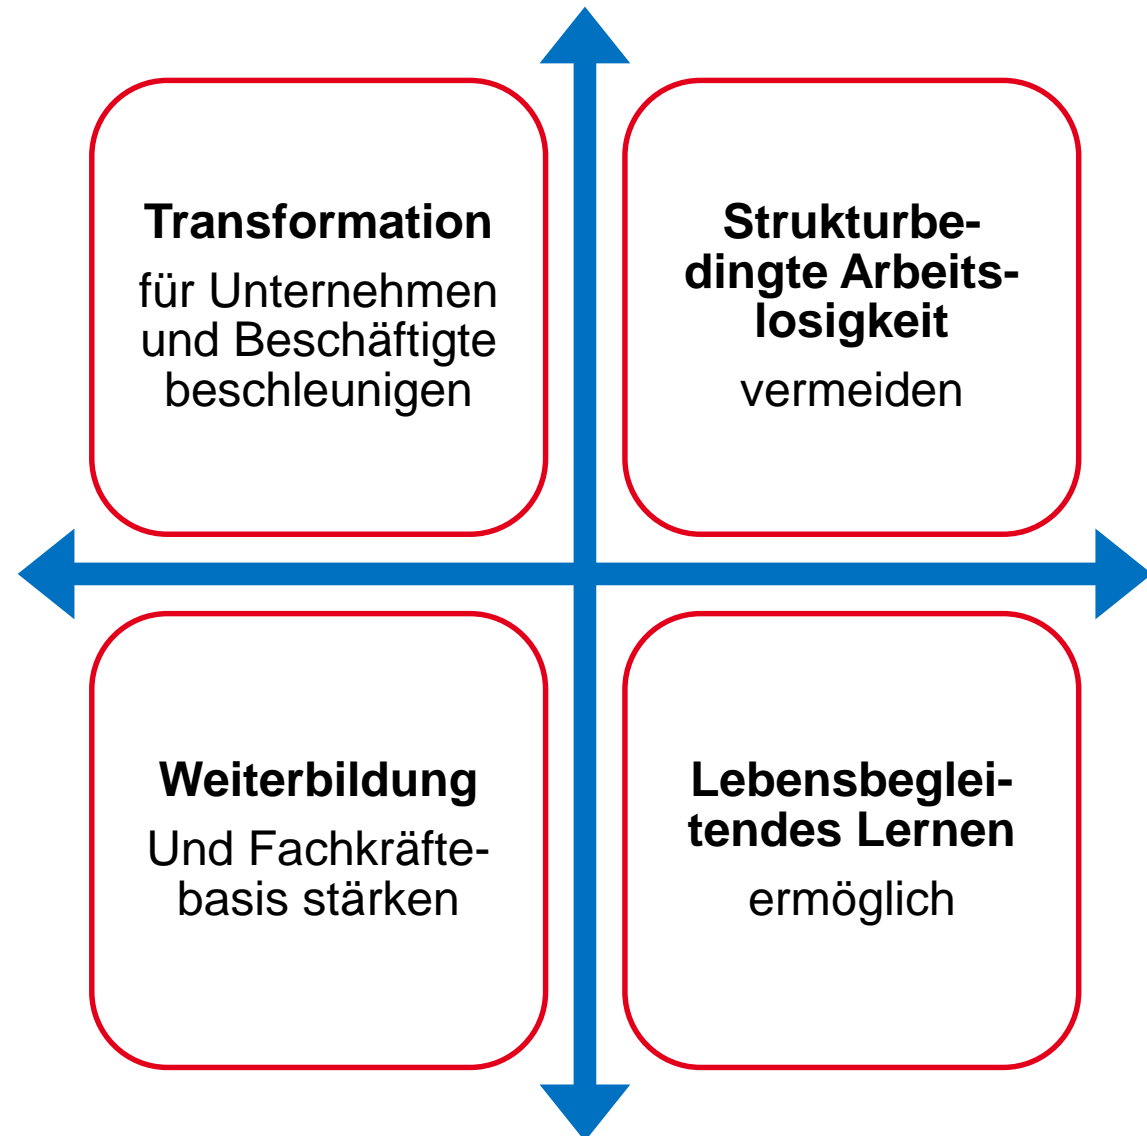 Transformation
für Unternehmen
und Beschäftigte
beschleunigen
Strukturbe-
dingte Arbeits-
losigkeit
vermeiden
Weiterbildung
Und Fachkräfte-
basis stärken
Lebensbeglei-
tendes Lernen
ermöglich